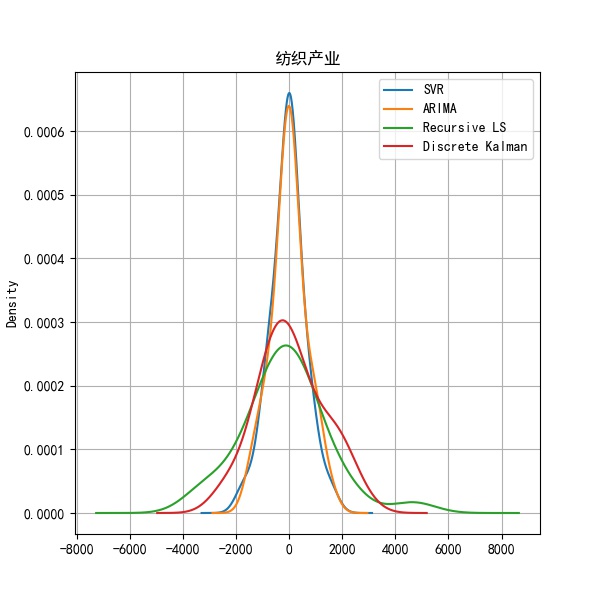 纺织产业
SVR
ARIMA
Recursive LS
Discrete Kalman
Density
0.0006
0.0005
0.0004
0.0003
0.0002
0.0001
0.0000
−8000 −6000 −4000 −2000 0 2000 4000 6000 8000